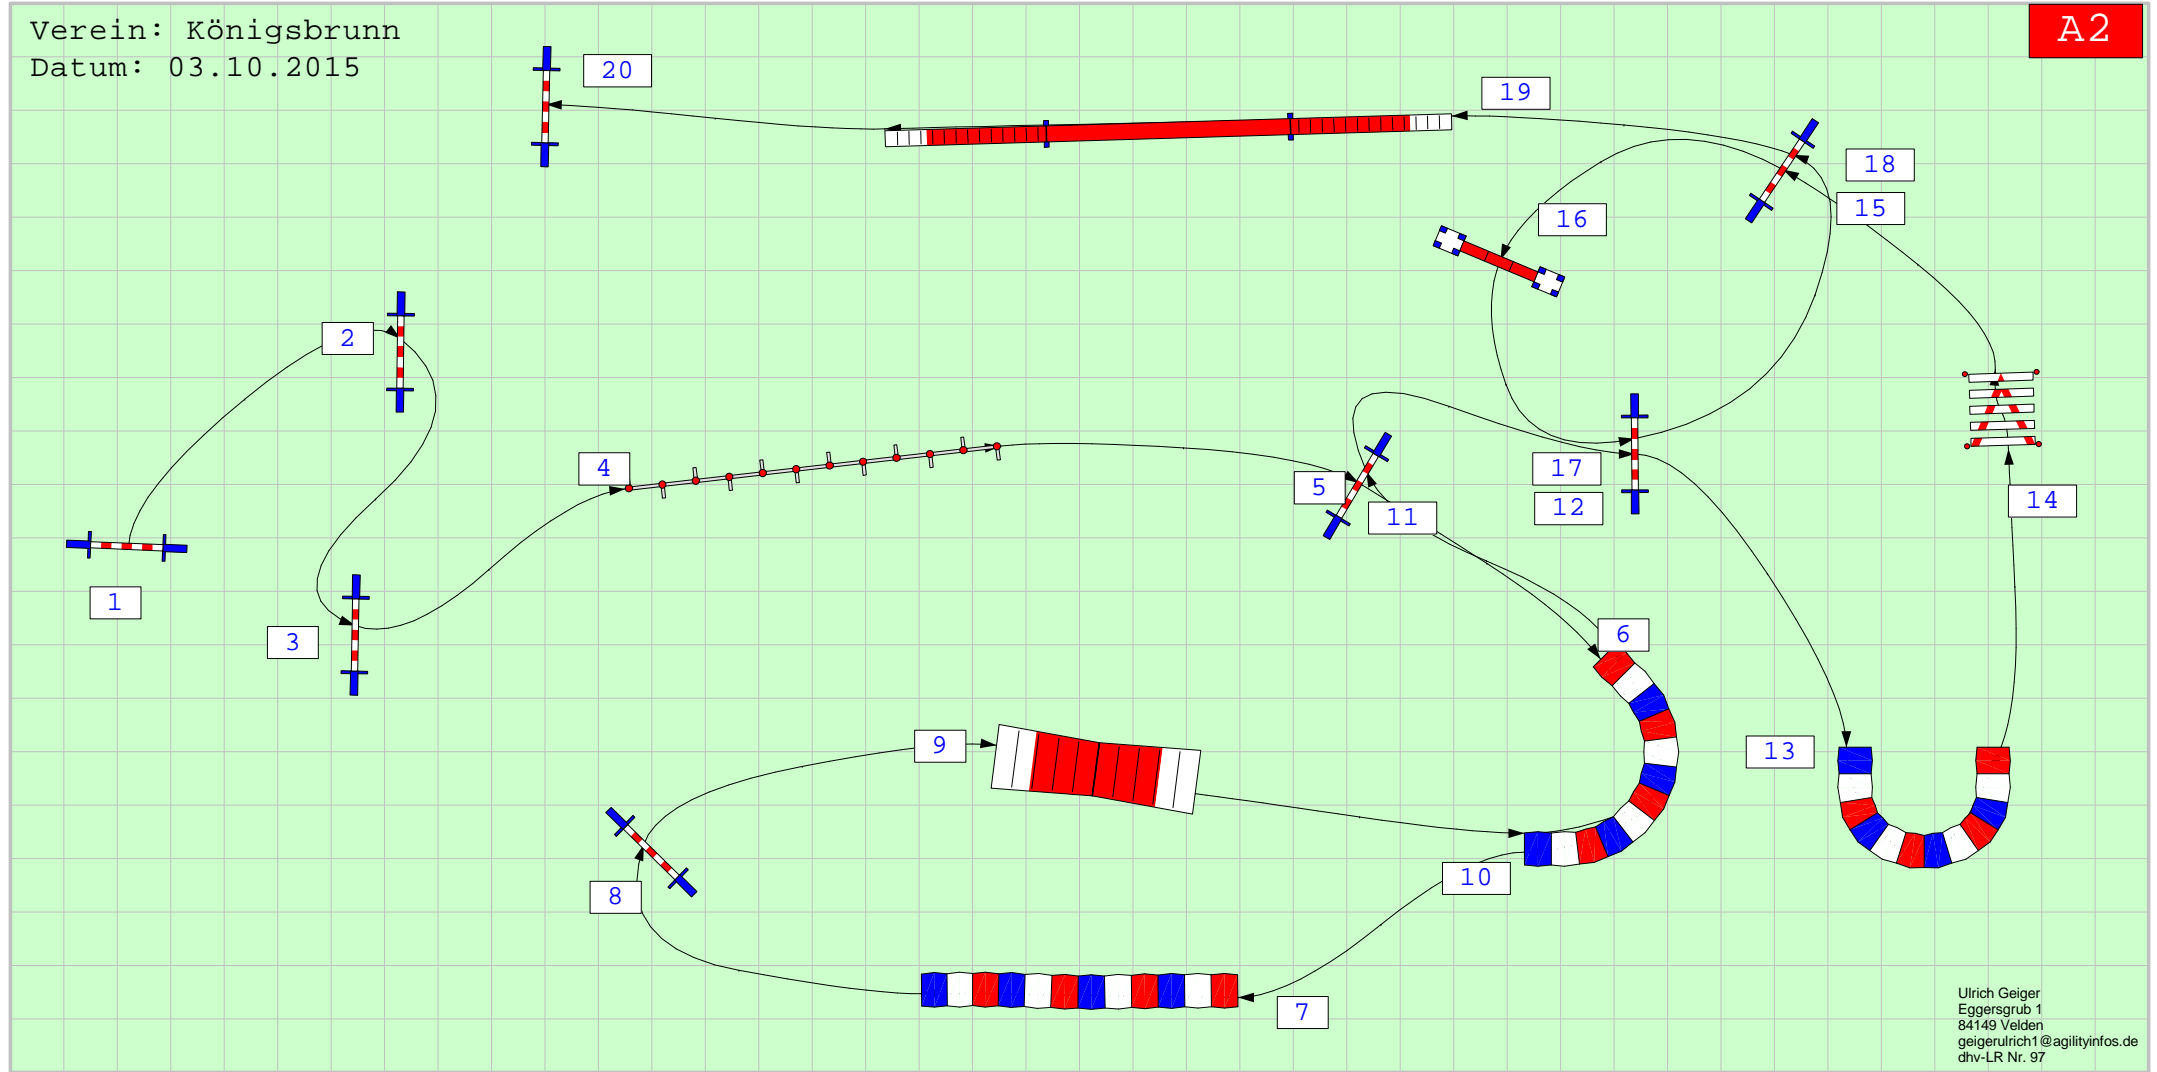 Verein: Königsbrunn
Datum: 03.10.2015
A2
20
19
18
15
16
2
4
5
11
17
12
14
1
3
6
9
13
8
10
7
Ulrich Geiger
Eggersgrub 1
84149 Velden
geigerulrich1@agilityinfos.de
dhv-LR Nr. 97